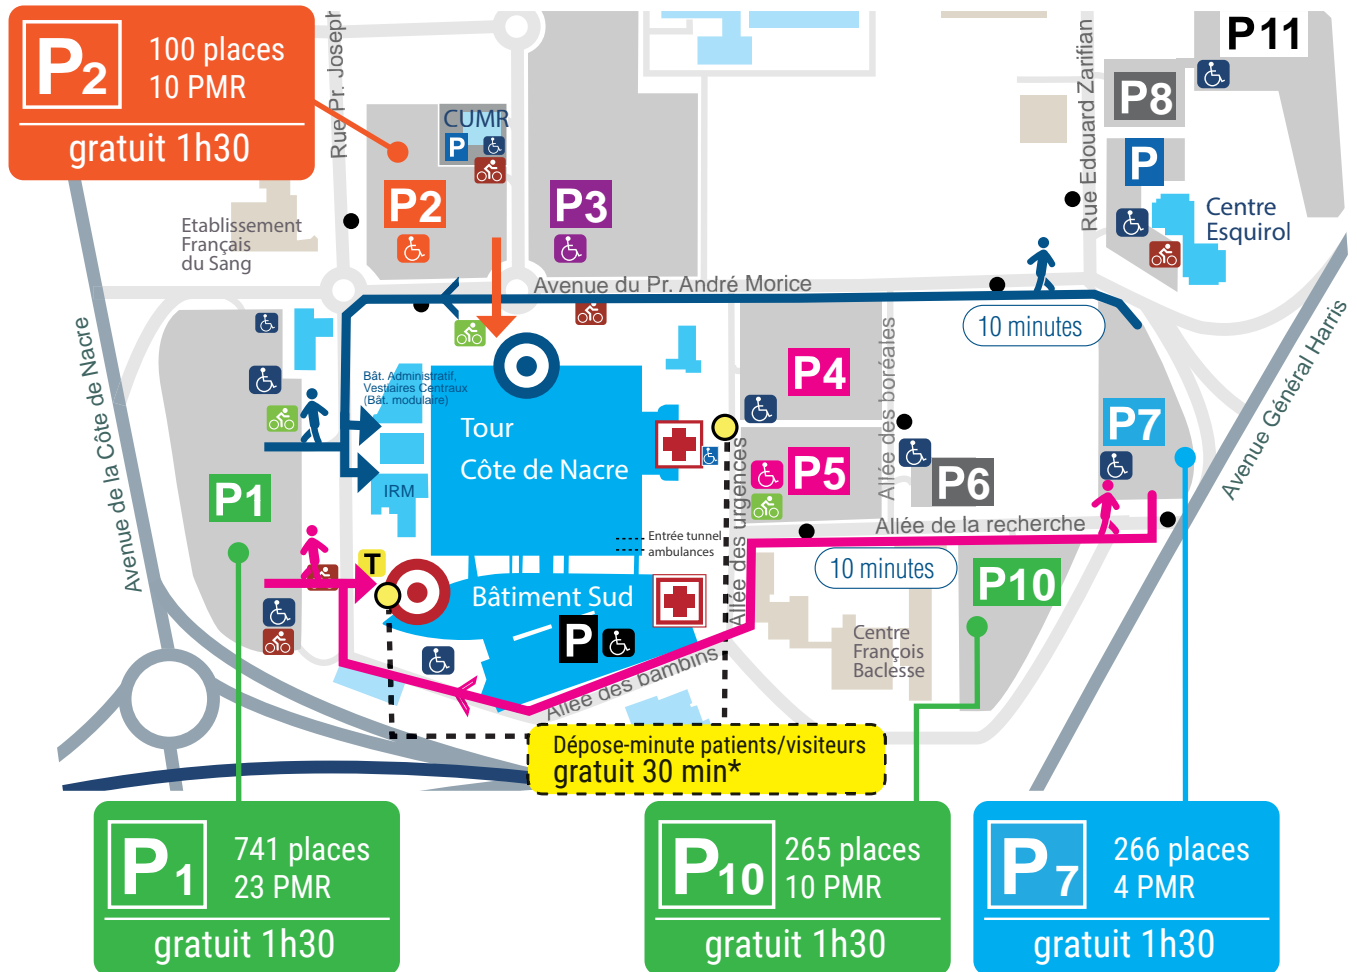 P2
100 places
10 PMR
gratuit 1h30
Rue Pr. Joseph
CUMR
P
P2
P3
Etablissement
Français
du Sang
Avenue du Pr. André Morice
10 minutes
Rue Edouard Zarifian
P11
P8
P
Centre
Esquirol
Avenue de la Côte de Nacre
Avenue Général Harris
Bât. Administratif,
Vestiaires Centraux
(Bât. modulaire)
IRM
Tour
Côte de Nacre
P4
P5
Allée des urgences
Allée des boréales
P6
P7
P1
Allée de la recherche
10 minutes
Entrée tunnel
ambulances
T
Bâtiment Sud
P
P10
Centre
François
Baclesse
Allée des bambins
Dépose-minute patients/visiteurs
gratuit 30 min*
P1
741 places
23 PMR
gratuit 1h30
P10
265 places
10 PMR
gratuit 1h30
P7
266 places
4 PMR
gratuit 1h30